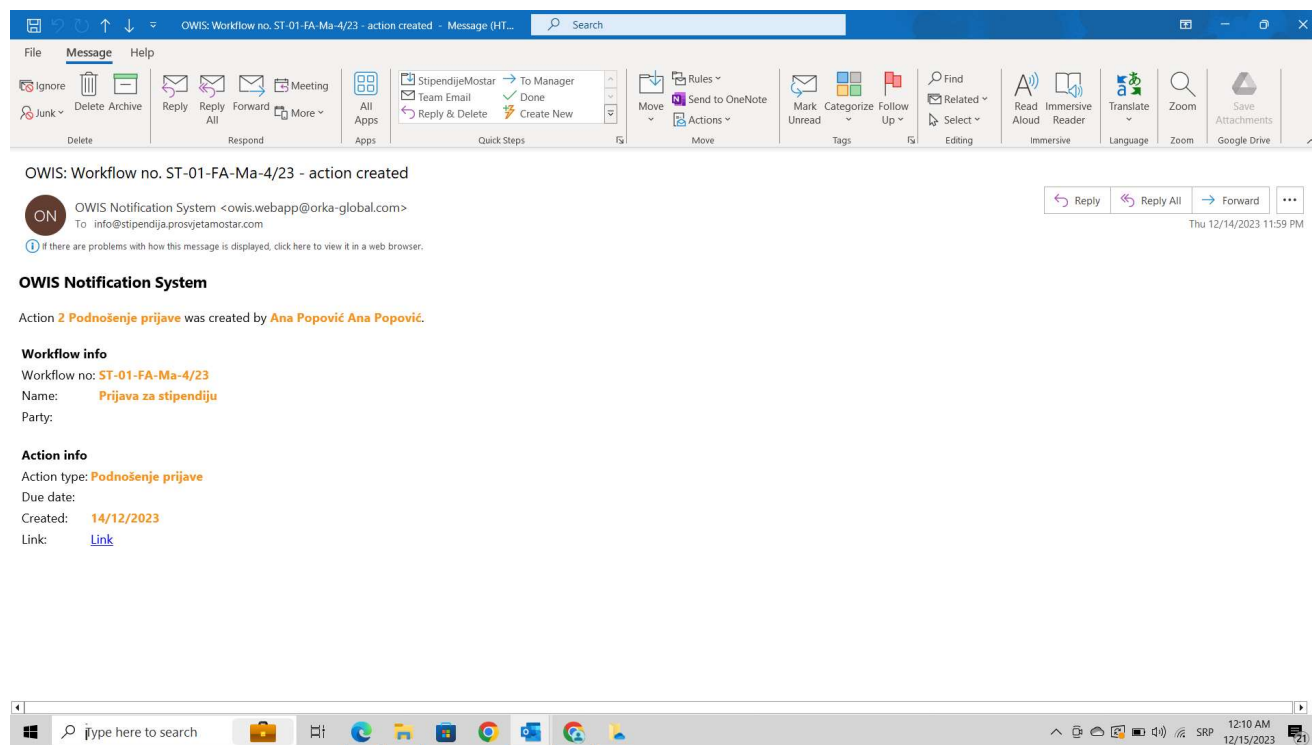 OWIS: Workflow no. ST-01-FA-Ma-4/23 - action created - Message (HT...
Search
File Message Help
Ignore
Junk
Delete Archive
Delete
Reply Reply All Forward
Meeting
More
Respond
All Apps
Apps
StipendijeMostar To Manager
Team Email Done
Reply & Delete Create New
Quick Steps
Move
Rules
Send to OneNote
Actions
Move
Mark Unread Categorize Follow Up
Tags
Find
Related
Select
Editing
Read Aloud Immersive Reader
Immersive
Translate
Language
Zoom
Zoom
Save Attachments
Google Drive
OWIS: Workflow no. ST-01-FA-Ma-4/23 - action created
ON
OWIS Notification System <owis.webapp@orka-global.com>
To info@stipendija.prosvjetamostar.com
Reply Reply All Forward
Thu 12/14/2023 11:59 PM
If there are problems with how this message is displayed, click here to view it in a web browser.
OWIS Notification System
Action 2 Podnošenje prijave was created by Ana Popović Ana Popović.
Workflow info
Workflow no: ST-01-FA-Ma-4/23
Name: Prijava za stipendiju
Party:
Action info
Action type: Podnošenje prijave
Due date:
Created: 14/12/2023
Link: Link
Type here to search
SRP
12:10 AM
12/15/2023
21